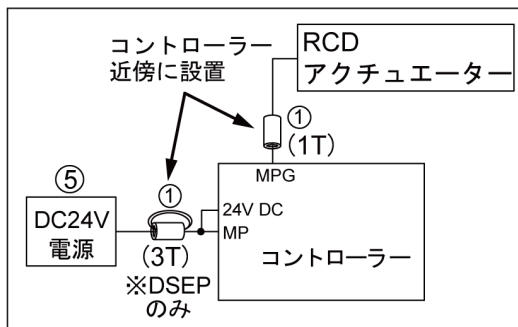 コントローラー
近傍に設置
RCD
アクチュエーター
①
(1T)
MPG
⑤
DC24V
電源
①
(3T)
※DSEP
のみ
24V DC
MP
コントローラー